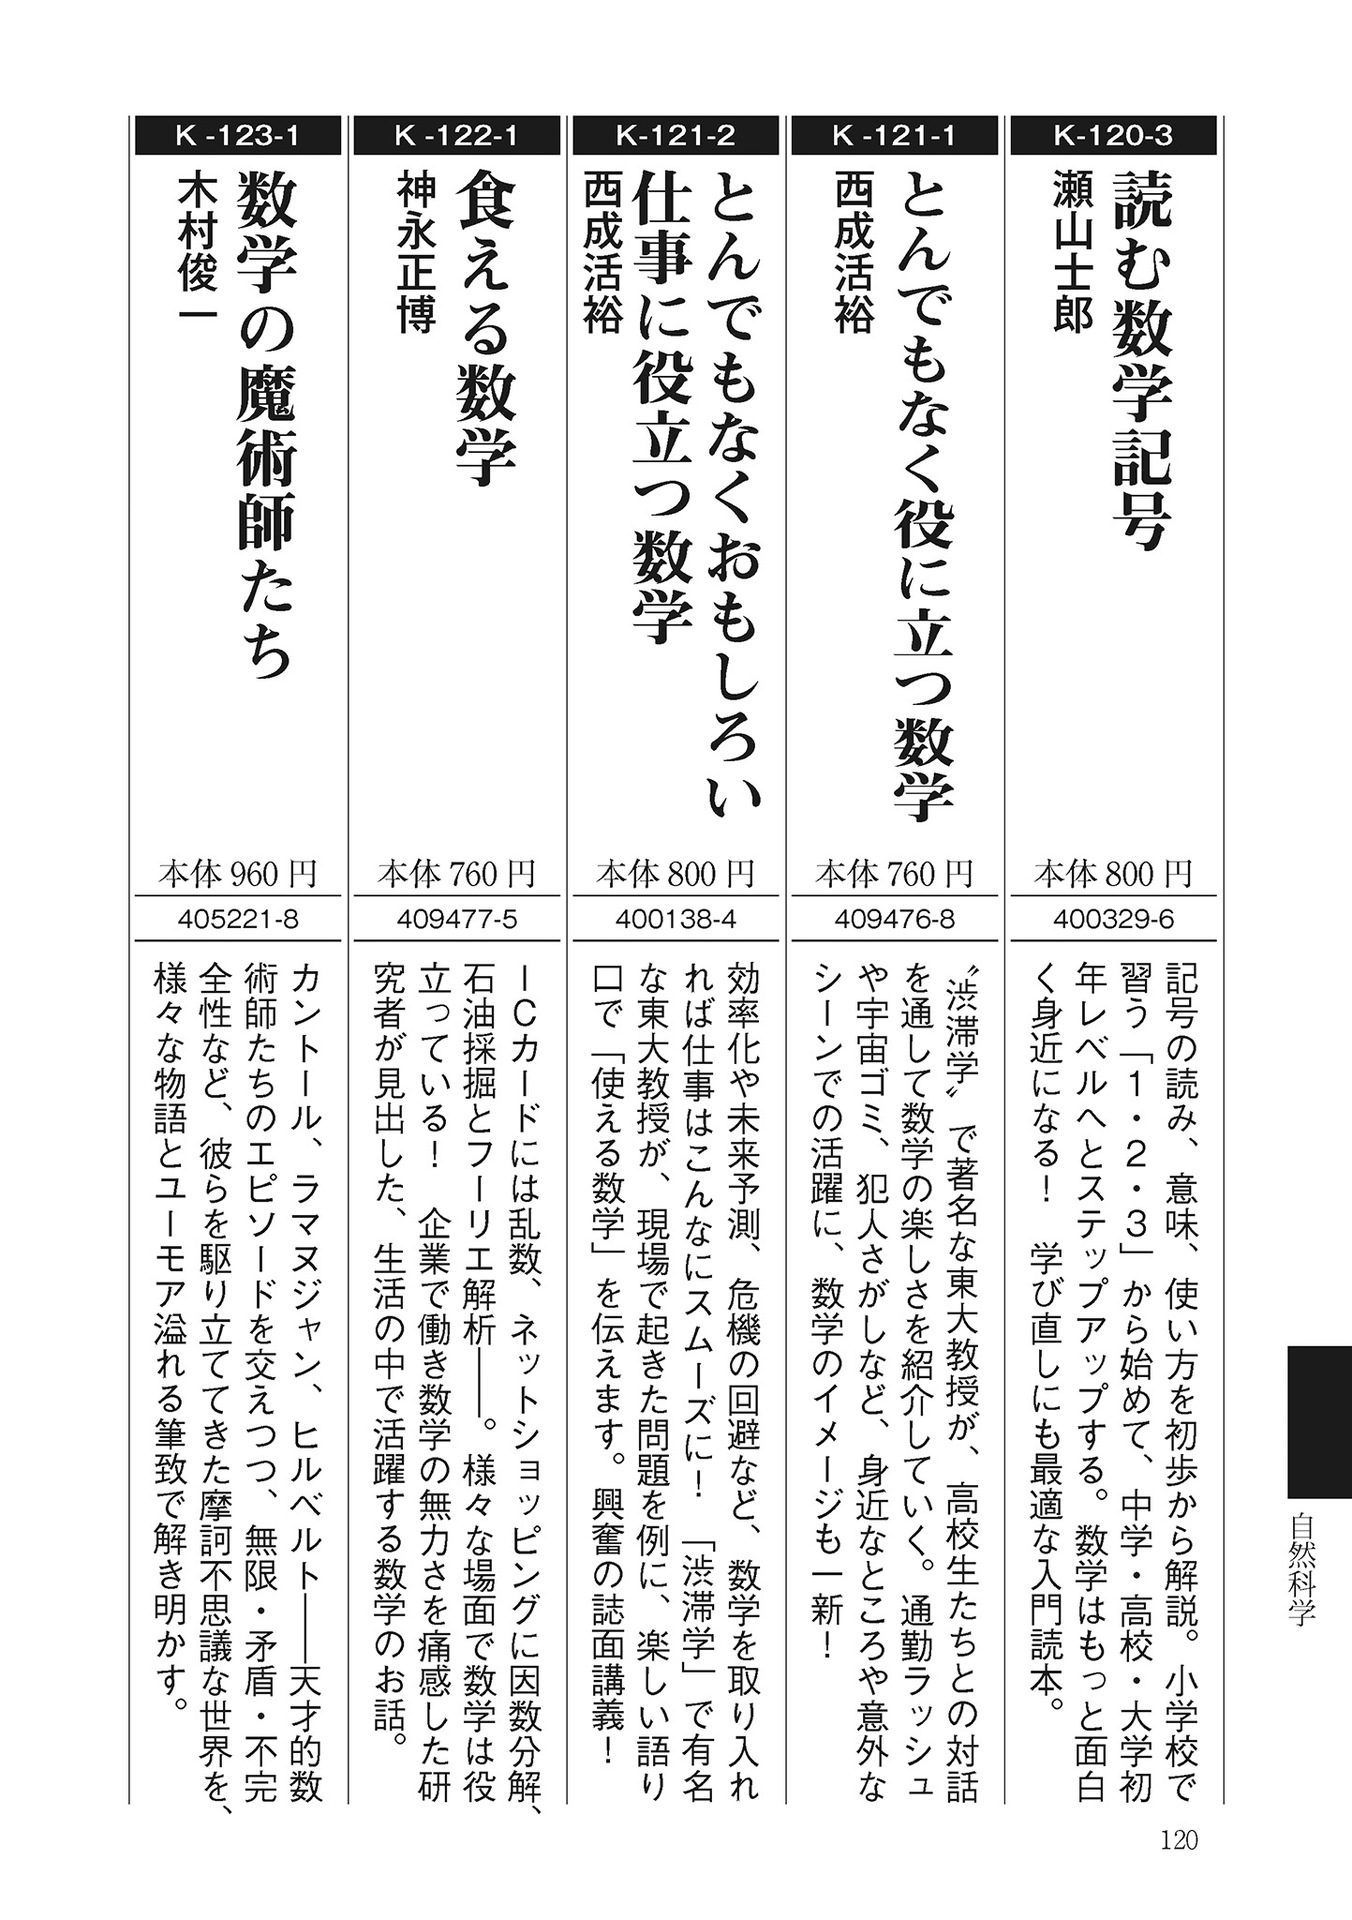 K-120-3
読む数学記号
瀬山士郎
本体800円
400329-6
記号の読み、意味、使い方を初歩から解説。小学校で
習う「1・2・3」から始めて、中学・高校・大学初
年レベルへとステップアップする。数学はもっと面白
く身近になる！　学び直しにも最適な入門読本。
K-121-1
とんでもなく役に立つ数学
西成活裕
本体760円
409476-8
〝渋滞学〟で著名な東大教授が、高校生たちとの対話
を通して数学の楽しさを紹介していく。通勤ラッシュ
や宇宙ゴミ、犯人さがしなど、身近なところや意外な
シーンでの活躍に、数学のイメージも一新！
K-121-2
とんでもなくおもしろい
仕事に役立つ数学
西成活裕
本体800円
400138-4
効率化や未来予測、危機の回避など、数学を取り入れ
れば仕事はこんなにスムーズに！「渋滞学」で有名
な東大教授が、現場で起きた問題を例に、楽しい語り
口で「使える数学」を伝えます。興奮の誌面講義！
K-122-1
食える数学
神永正博
本体760円
409477-5
ICカードには乱数、ネットショッピングに因数分解、
石油採掘とフーリエ解析――。様々な場面で数学は役
立っている！　企業で働き数学の無力さを痛感した研
究者が見出した、生活の中で活躍する数学のお話。
K-123-1
数学の魔術師たち
木村俊一
本体960円
405221-8
カントール、ラマヌジャン、ヒルベルト――天才的数
術師たちのエピソードを交えつつ、無限・矛盾・不完
全性など、彼らを駆り立ててきた摩訶不思議な世界を、
様々な物語とユーモア溢れる筆致で解き明かす。
自然科学
120